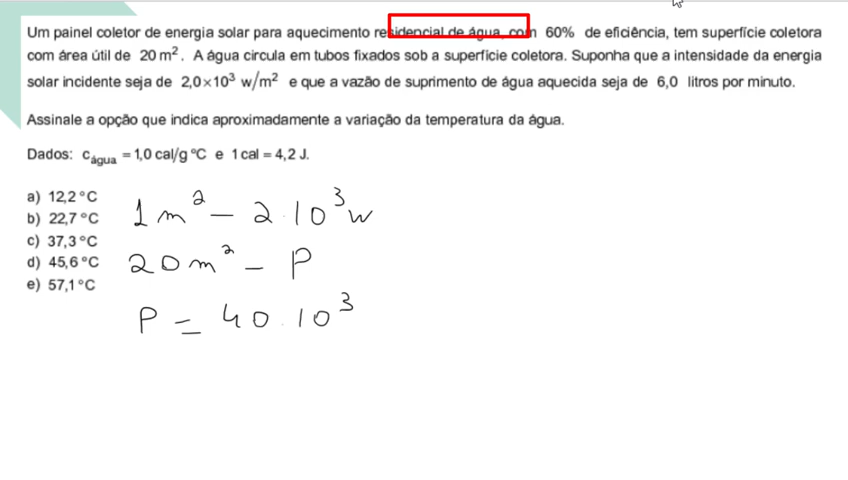 Um painel coletor de energia solar para aquecimento residencial de água, com 60% de eficiência, tem superfície coletora
com área útil de 20 m². A água circula em tubos fixados sob a superfície coletora. Suponha que a intensidade da energia
solar incidente seja de 2,0×10³ w/m² e que a vazão de suprimento de água aquecida seja de 6,0 litros por minuto.
Assinale a opção que indica aproximadamente a variação da temperatura da água.
Dados: c água = 1,0 cal/g °C e 1 cal = 4,2 J.
a) 12,2 °C
b) 22,7 °C
c) 37,3 °C
d) 45,6 °C
e) 57,1 °C
1 m² – 2·10³ w
20 m² – P
P = 40·10³